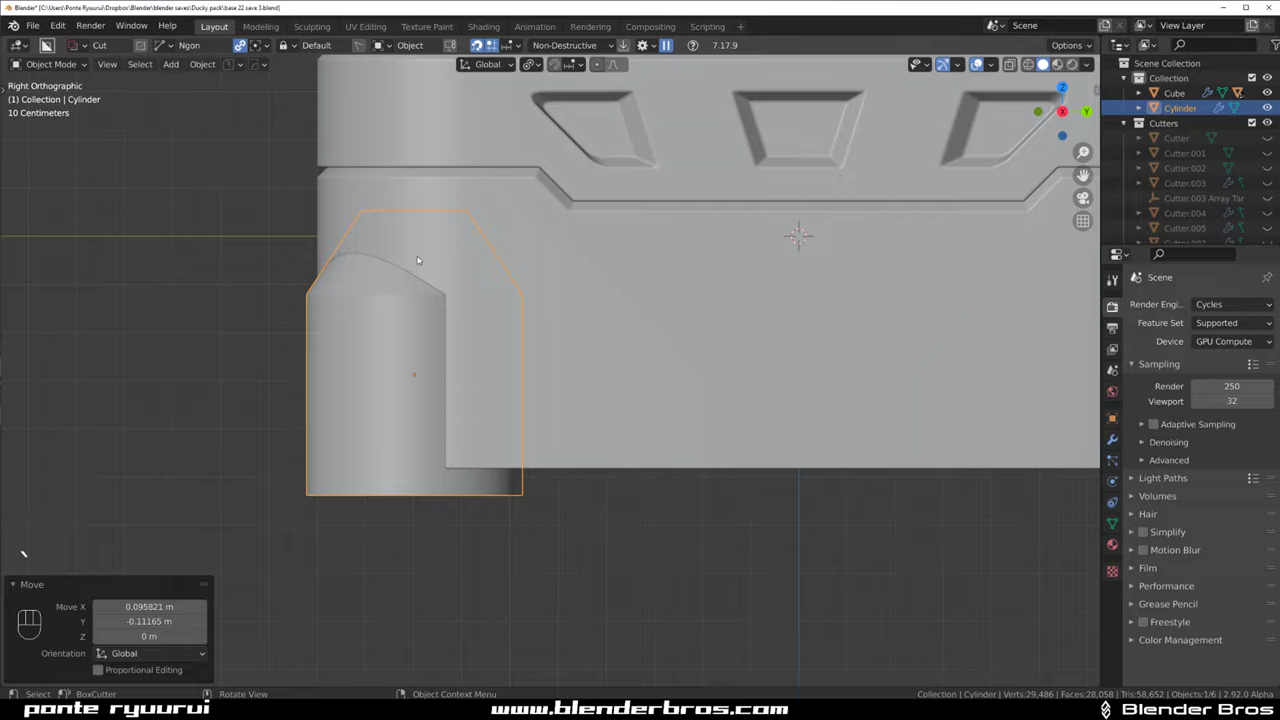 Blender* [C:\Users\Ponte Ryuurui\Dropbox\Blender\blender saves\Ducky pack\base 22 save 3.blend]
File Edit Render Window Help Layout Modeling Sculpting UV Editing Texture Paint Shading Animation Rendering Compositing Scripting + Scene View Layer
Cut Ngon Default Object Non-Destructive 7.17.9 Options
Object Mode View Select Add Object Global
Right Orthographic
(1) Collection | Cylinder
10 Centimeters
Z
X
Y
Scene Collection
Collection
Cube
Cylinder
Cutters
Cutter
Cutter.001
Cutter.002
Cutter.003
Cutter.003 Array Tar
Cutter.004
Cutter.005
Scene
Render Engi... Cycles
Feature Set Supported
Device GPU Compute
Sampling
Render 250
Viewport 32
Adaptive Sampling
Denoising
Advanced
Light Paths
Volumes
Hair
Simplify
Motion Blur
Film
Performance
Grease Pencil
Freestyle
Color Management
Move
Move X 0.095821 m
Y -0.11165 m
Z 0 m
Orientation Global
Proportional Editing
Select BoxCutter Rotate View Object Context Menu Collection | Cylinder | Verts:29,486 | Faces:28,058 | Tris:58,652 | Objects:1/6 | 2.92.0 Alpha
ponte ryuurui www.blenderbros.com Blender Bros